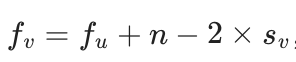 f_v = f_u + n − 2 × s_v,